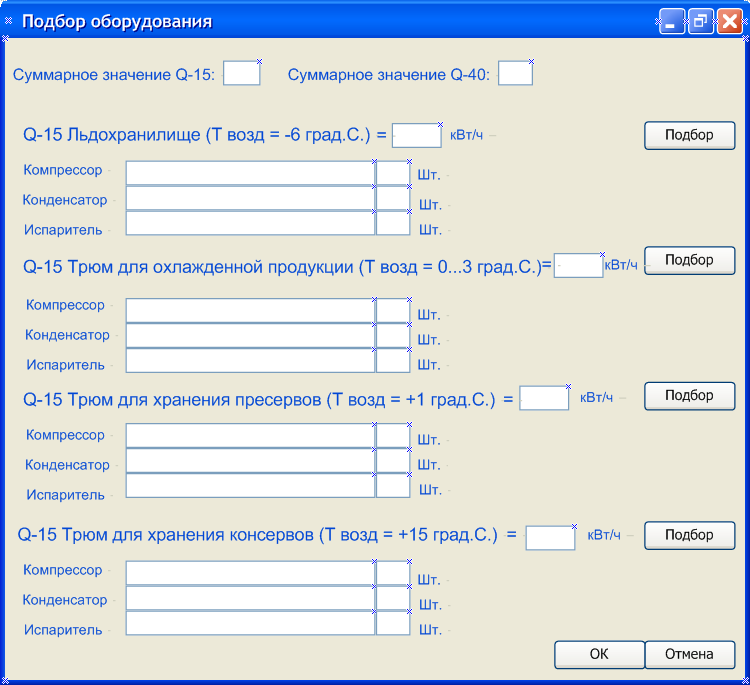 Подбор оборудования
Суммарное значение Q-15: Суммарное значение Q-40:
Q-15 Льдохранилище (Т возд = -6 град.С.) = кВт/ч Подбор
Компрессор Шт.
Конденсатор Шт.
Испаритель Шт.
Q-15 Трюм для охлажденной продукции (Т возд = 0...3 град.С.)= кВт/ч Подбор
Компрессор Шт.
Конденсатор Шт.
Испаритель Шт.
Q-15 Трюм для хранения пресервов (Т возд = +1 град.С.) = кВт/ч Подбор
Компрессор Шт.
Конденсатор Шт.
Испаритель Шт.
Q-15 Трюм для хранения консервов (Т возд = +15 град.С.) = кВт/ч Подбор
Компрессор Шт.
Конденсатор Шт.
Испаритель Шт.
ОК Отмена